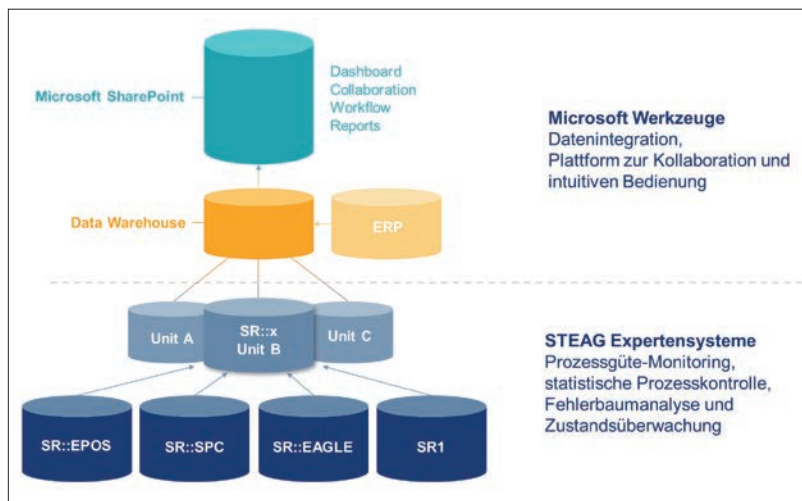 Microsoft SharePoint
Dashboard
Collaboration
Workflow
Reports
Microsoft Werkzeuge
Datenintegration,
Plattform zur Kollaboration und
intuitiven Bedienung
Data Warehouse
ERP
Unit A
SR::x
Unit B
Unit C
STEAG Expertensysteme
Prozessgüte-Monitoring,
statistische Prozesskontrolle,
Fehlerbaumanalyse und
Zustandsüberwachung
SR::EPOS
SR::SPC
SR::EAGLE
SR1